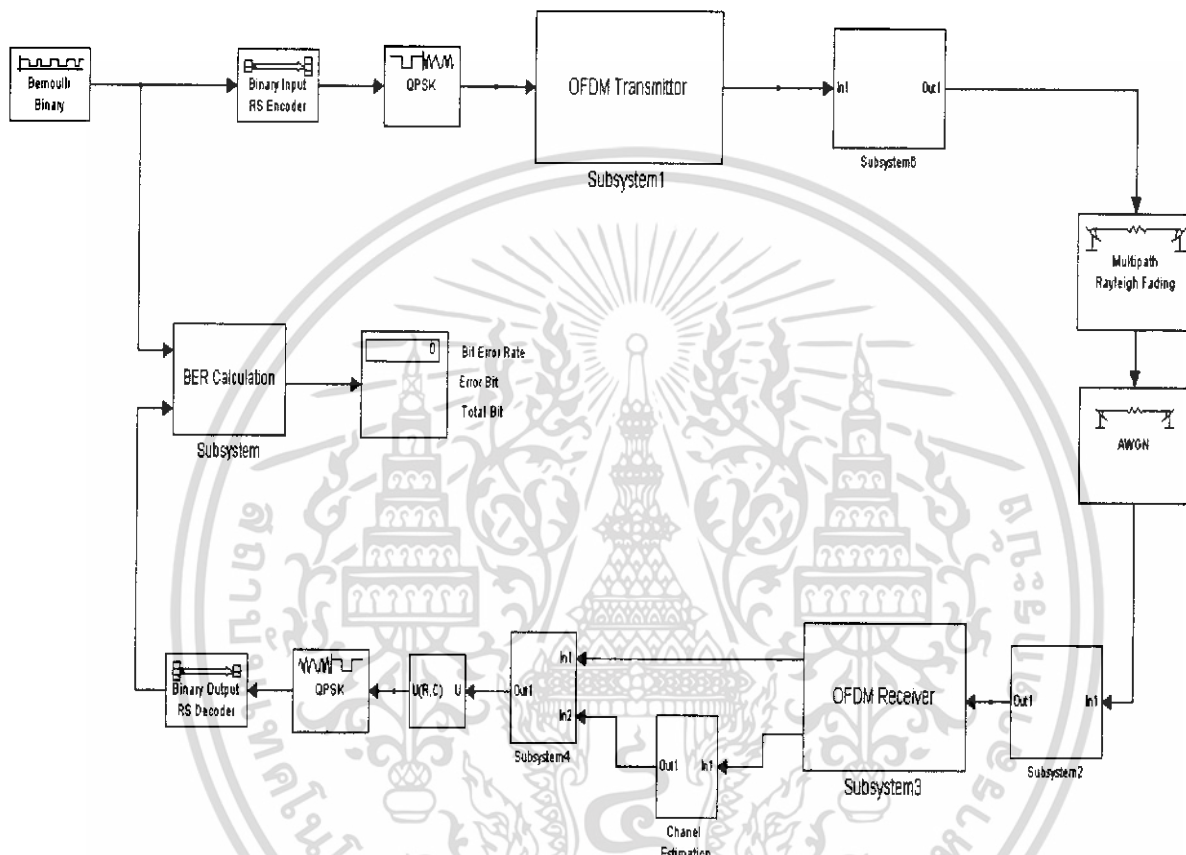 Bernoulli
Binary
Binary Input
RS Encoder
QPSK
OFDM Transmittor
Subsystem1
In1
Out1
Multipath
Rayleigh Fading
AWGN
BER Calculation
Subsystem
0
Bit Error Rate
Error Bit
Total Bit
Binary Output
RS Decoder
QPSK
U(R,C)
U
Out1
In1
In2
Subsystem4
Out1
In1
Chanel
Estimation
OFDM Receiver
Subsystem3
Out1
In1
Subsystem2